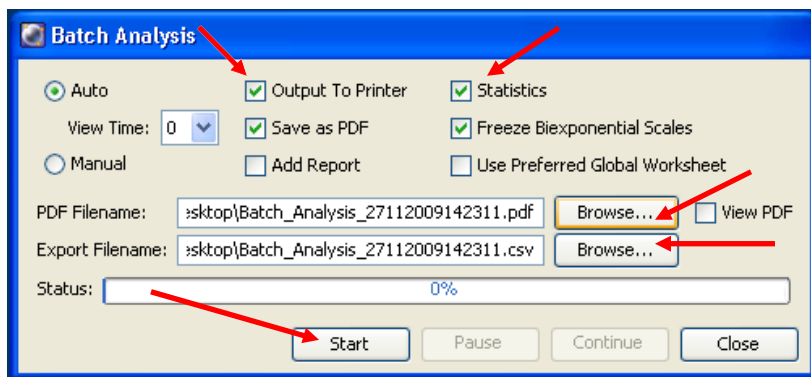 Batch Analysis
Auto Output To Printer Statistics
View Time: 0 Save as PDF Freeze Biexponential Scales
Manual Add Report Use Preferred Global Worksheet
PDF Filename: esktop\Batch_Analysis_27112009142311.pdf Browse... View PDF
Export Filename: esktop\Batch_Analysis_27112009142311.csv Browse...
Status: 0%
Start Pause Continue Close